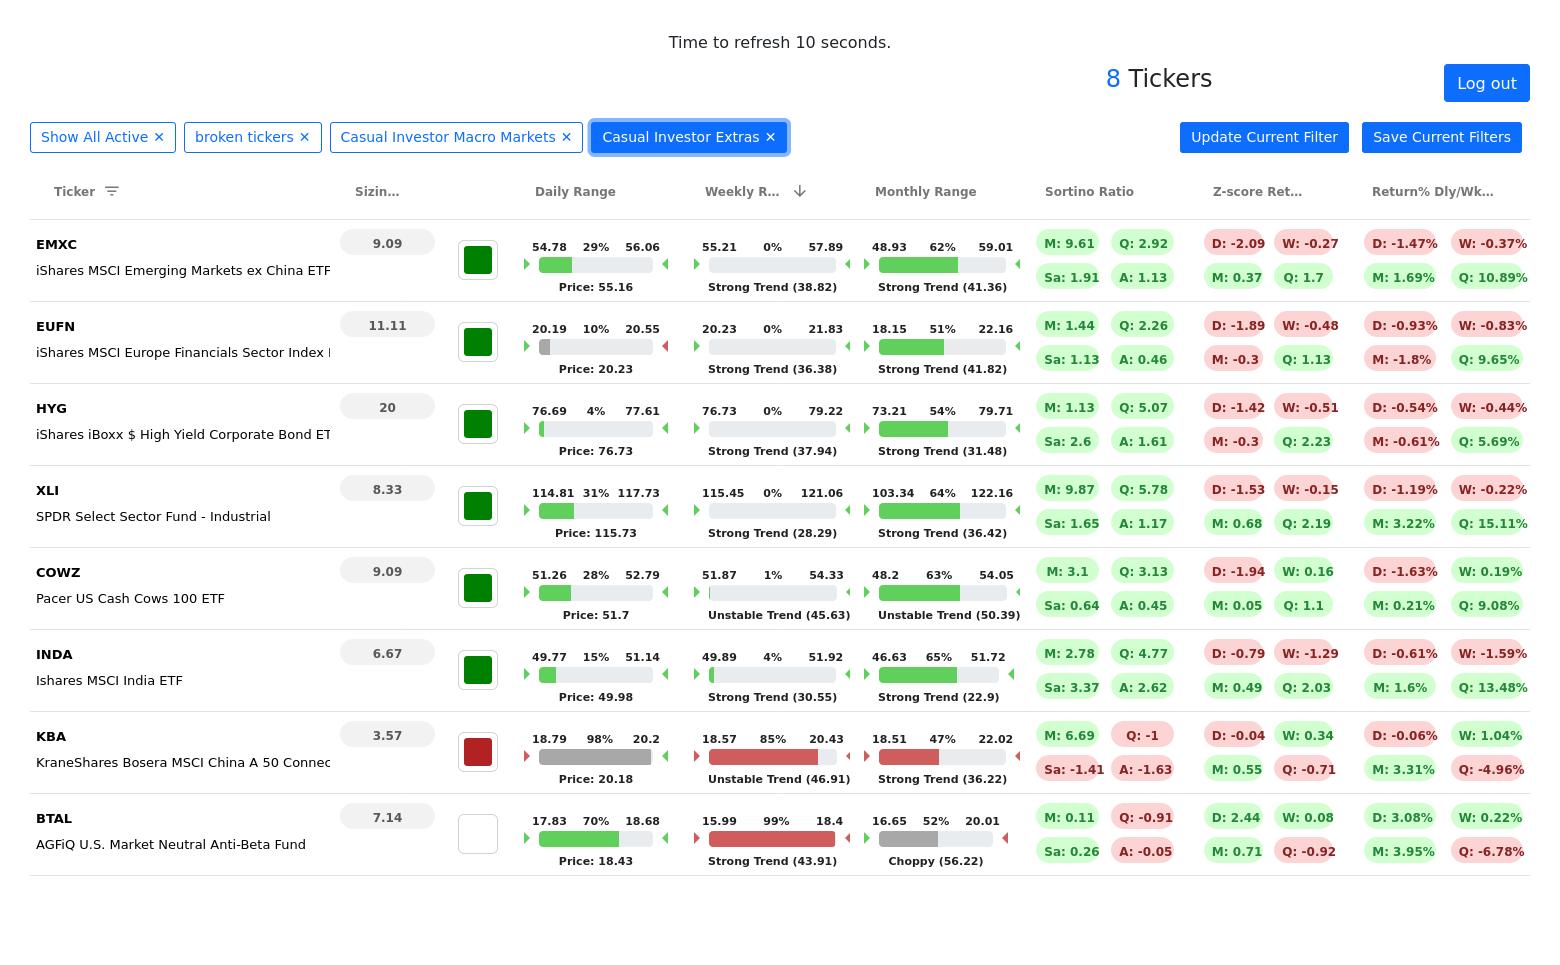 Time to refresh 10 seconds.
8 Tickers
Log out
Show All Active ✕ broken tickers ✕ Casual Investor Macro Markets ✕ Casual Investor Extras ✕ Update Current Filter Save Current Filters
Ticker Sizin… Daily Range Weekly R… Monthly Range Sortino Ratio Z-score Ret… Return% Dly/Wk…
EMXC 9.09 54.78 29% 56.06 55.21 0% 57.89 48.93 62% 59.01 M: 9.61 Q: 2.92 D: -2.09 W: -0.27 D: -1.47% W: -0.37%
iShares MSCI Emerging Markets ex China ETF Sa: 1.91 A: 1.13 M: 0.37 Q: 1.7 M: 1.69% Q: 10.89%
Price: 55.16 Strong Trend (38.82) Strong Trend (41.36)
EUFN 11.11 20.19 10% 20.55 20.23 0% 21.83 18.15 51% 22.16 M: 1.44 Q: 2.26 D: -1.89 W: -0.48 D: -0.93% W: -0.83%
iShares MSCI Europe Financials Sector Index Sa: 1.13 A: 0.46 M: -0.3 Q: 1.13 M: -1.8% Q: 9.65%
Price: 20.23 Strong Trend (36.38) Strong Trend (41.82)
HYG 20 76.69 4% 77.61 76.73 0% 79.22 73.21 54% 79.71 M: 1.13 Q: 5.07 D: -1.42 W: -0.51 D: -0.54% W: -0.44%
iShares iBoxx $ High Yield Corporate Bond ET Sa: 2.6 A: 1.61 M: -0.3 Q: 2.23 M: -0.61% Q: 5.69%
Price: 76.73 Strong Trend (37.94) Strong Trend (31.48)
XLI 8.33 114.81 31% 117.73 115.45 0% 121.06 103.34 64% 122.16 M: 9.87 Q: 5.78 D: -1.53 W: -0.15 D: -1.19% W: -0.22%
SPDR Select Sector Fund - Industrial Sa: 1.65 A: 1.17 M: 0.68 Q: 2.19 M: 3.22% Q: 15.11%
Price: 115.73 Strong Trend (28.29) Strong Trend (36.42)
COWZ 9.09 51.26 28% 52.79 51.87 1% 54.33 48.2 63% 54.05 M: 3.1 Q: 3.13 D: -1.94 W: 0.16 D: -1.63% W: 0.19%
Pacer US Cash Cows 100 ETF Sa: 0.64 A: 0.45 M: 0.05 Q: 1.1 M: 0.21% Q: 9.08%
Price: 51.7 Unstable Trend (45.63) Unstable Trend (50.39)
INDA 6.67 49.77 15% 51.14 49.89 4% 51.92 46.63 65% 51.72 M: 2.78 Q: 4.77 D: -0.79 W: -1.29 D: -0.61% W: -1.59%
Ishares MSCI India ETF Sa: 3.37 A: 2.62 M: 0.49 Q: 2.03 M: 1.6% Q: 13.48%
Price: 49.98 Strong Trend (30.55) Strong Trend (22.9)
KBA 3.57 18.79 98% 20.2 18.57 85% 20.43 18.51 47% 22.02 M: 6.69 Q: -1 D: -0.04 W: 0.34 D: -0.06% W: 1.04%
KraneShares Bosera MSCI China A 50 Connec Sa: -1.41 A: -1.63 M: 0.55 Q: -0.71 M: 3.31% Q: -4.96%
Price: 20.18 Unstable Trend (46.91) Strong Trend (36.22)
BTAL 7.14 17.83 70% 18.68 15.99 99% 18.4 16.65 52% 20.01 M: 0.11 Q: -0.91 D: 2.44 W: 0.08 D: 3.08% W: 0.22%
AGFiQ U.S. Market Neutral Anti-Beta Fund Sa: 0.26 A: -0.05 M: 0.71 Q: -0.92 M: 3.95% Q: -6.78%
Price: 18.43 Strong Trend (43.91) Choppy (56.22)